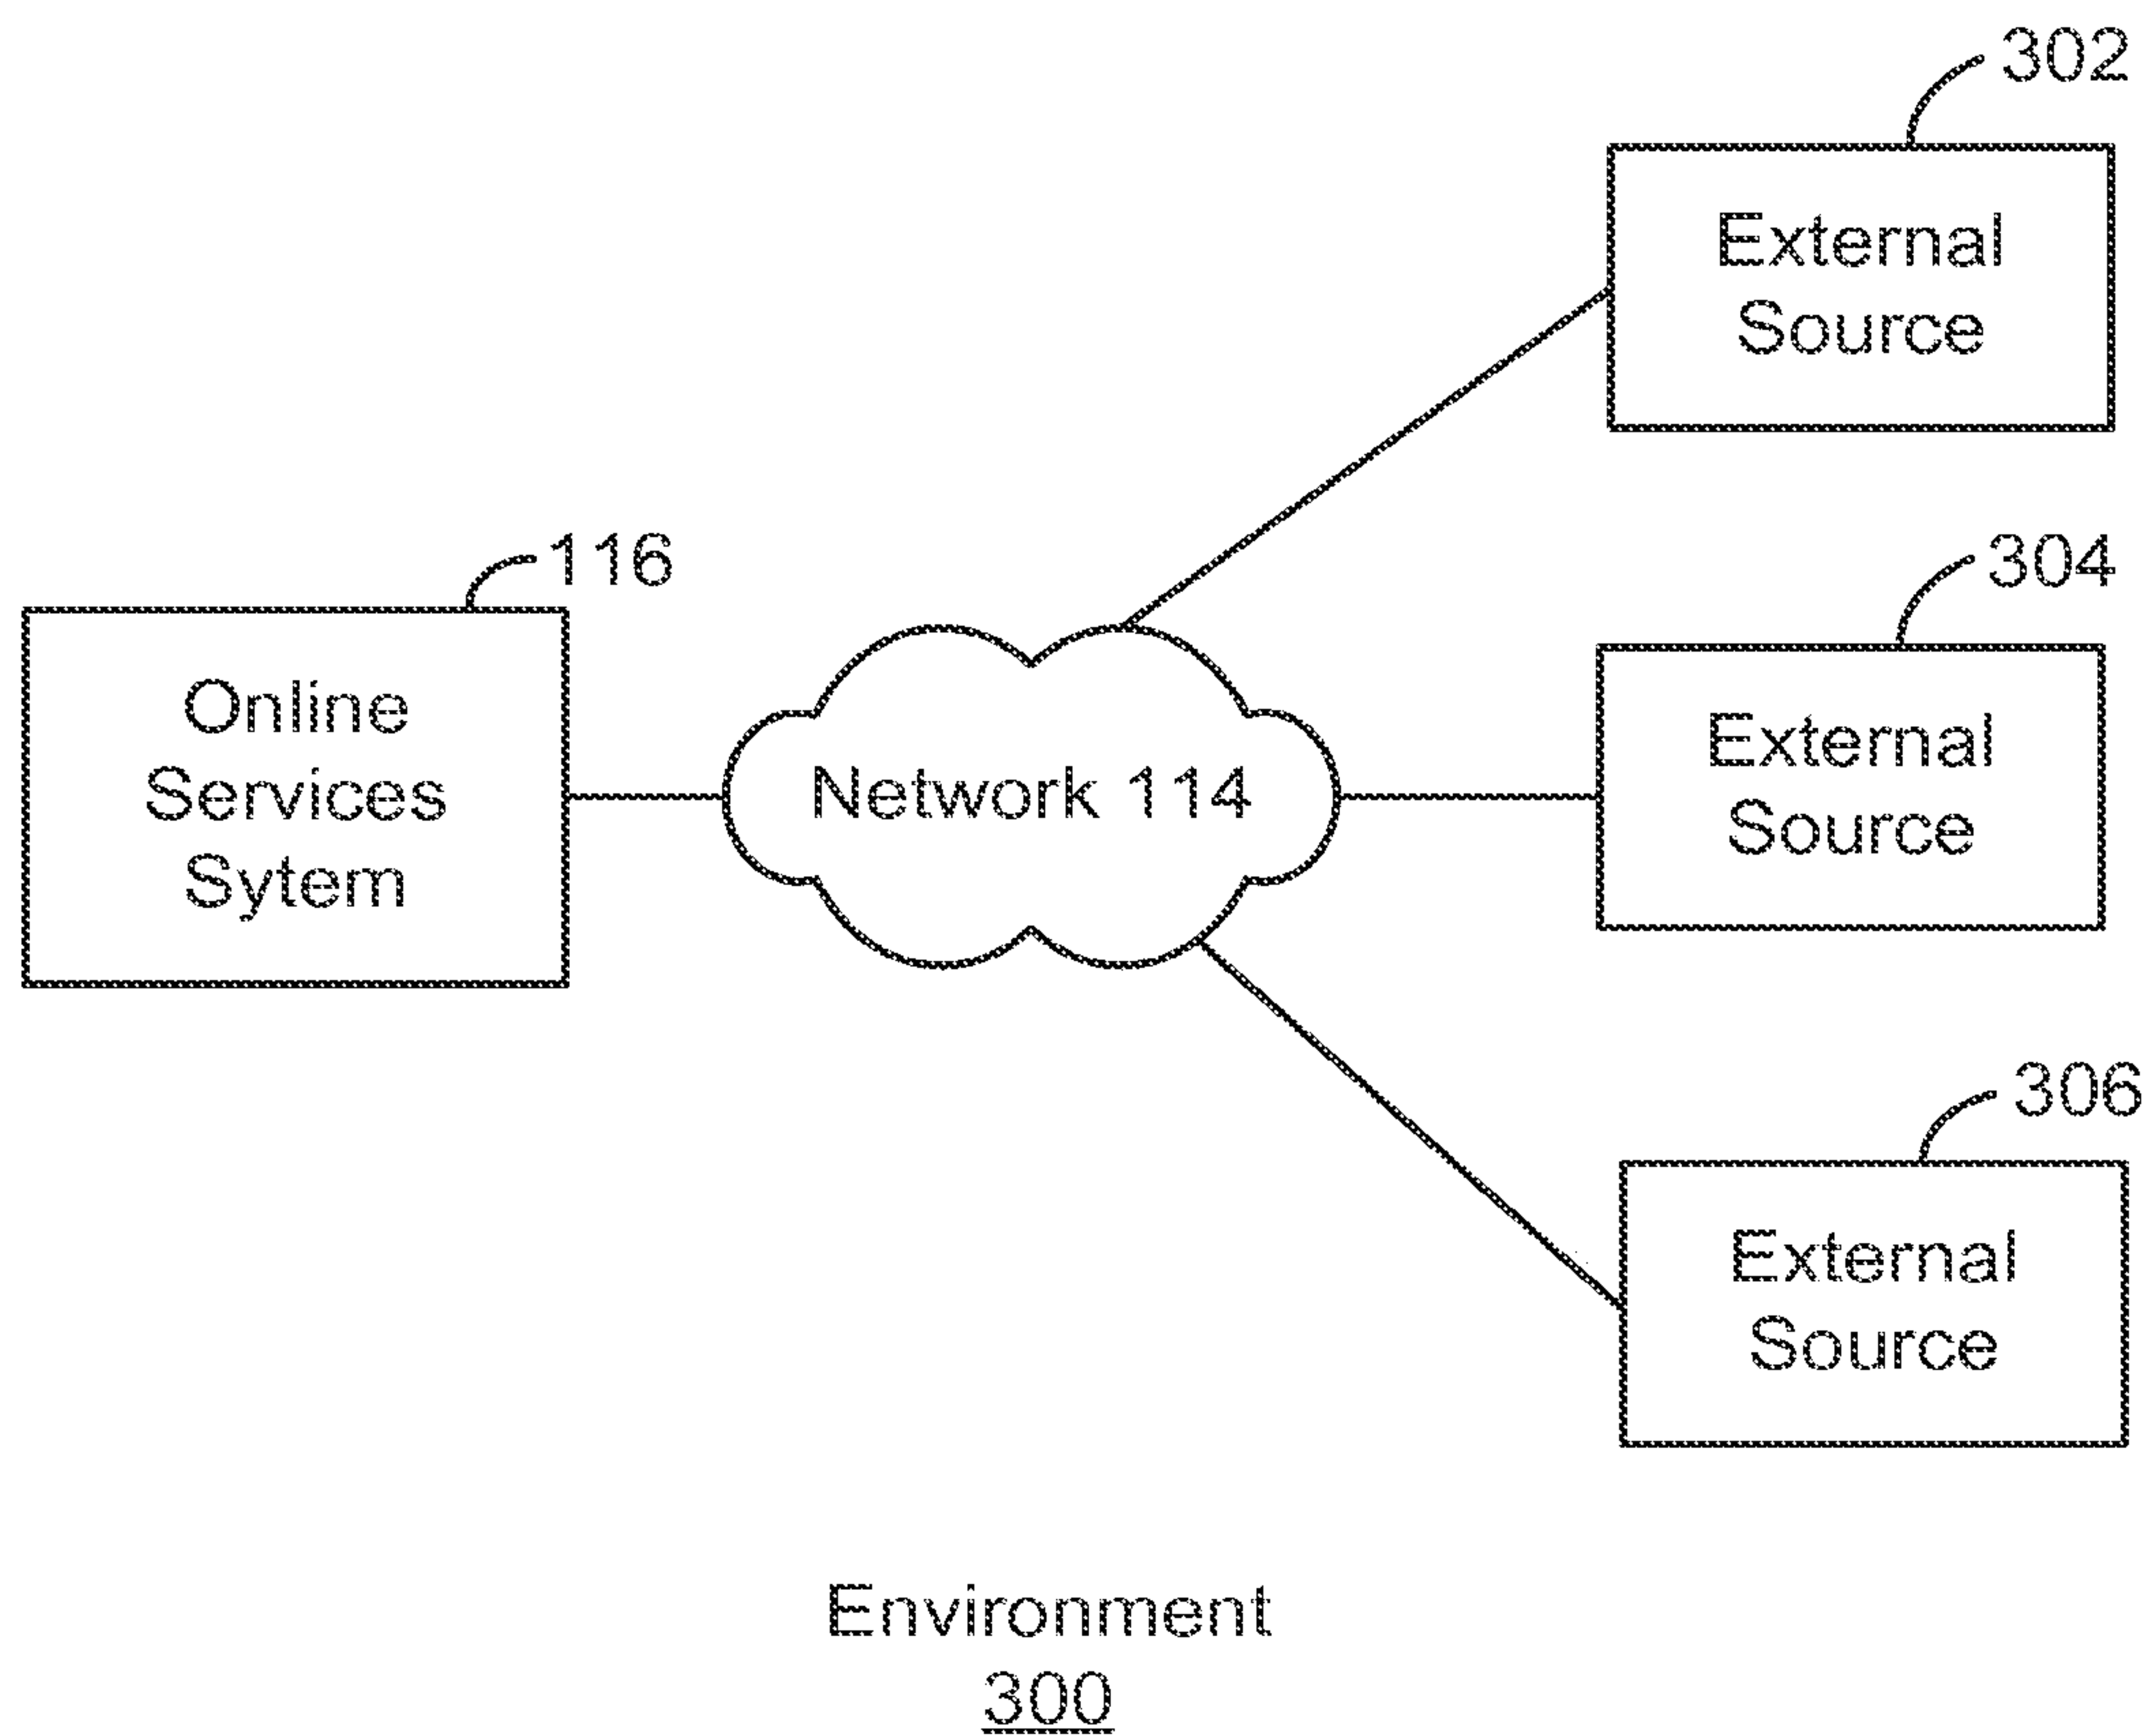 302
External
Source
116
Online
Services
Sytem
Network 114
304
External
Source
306
External
Source
Environment
300